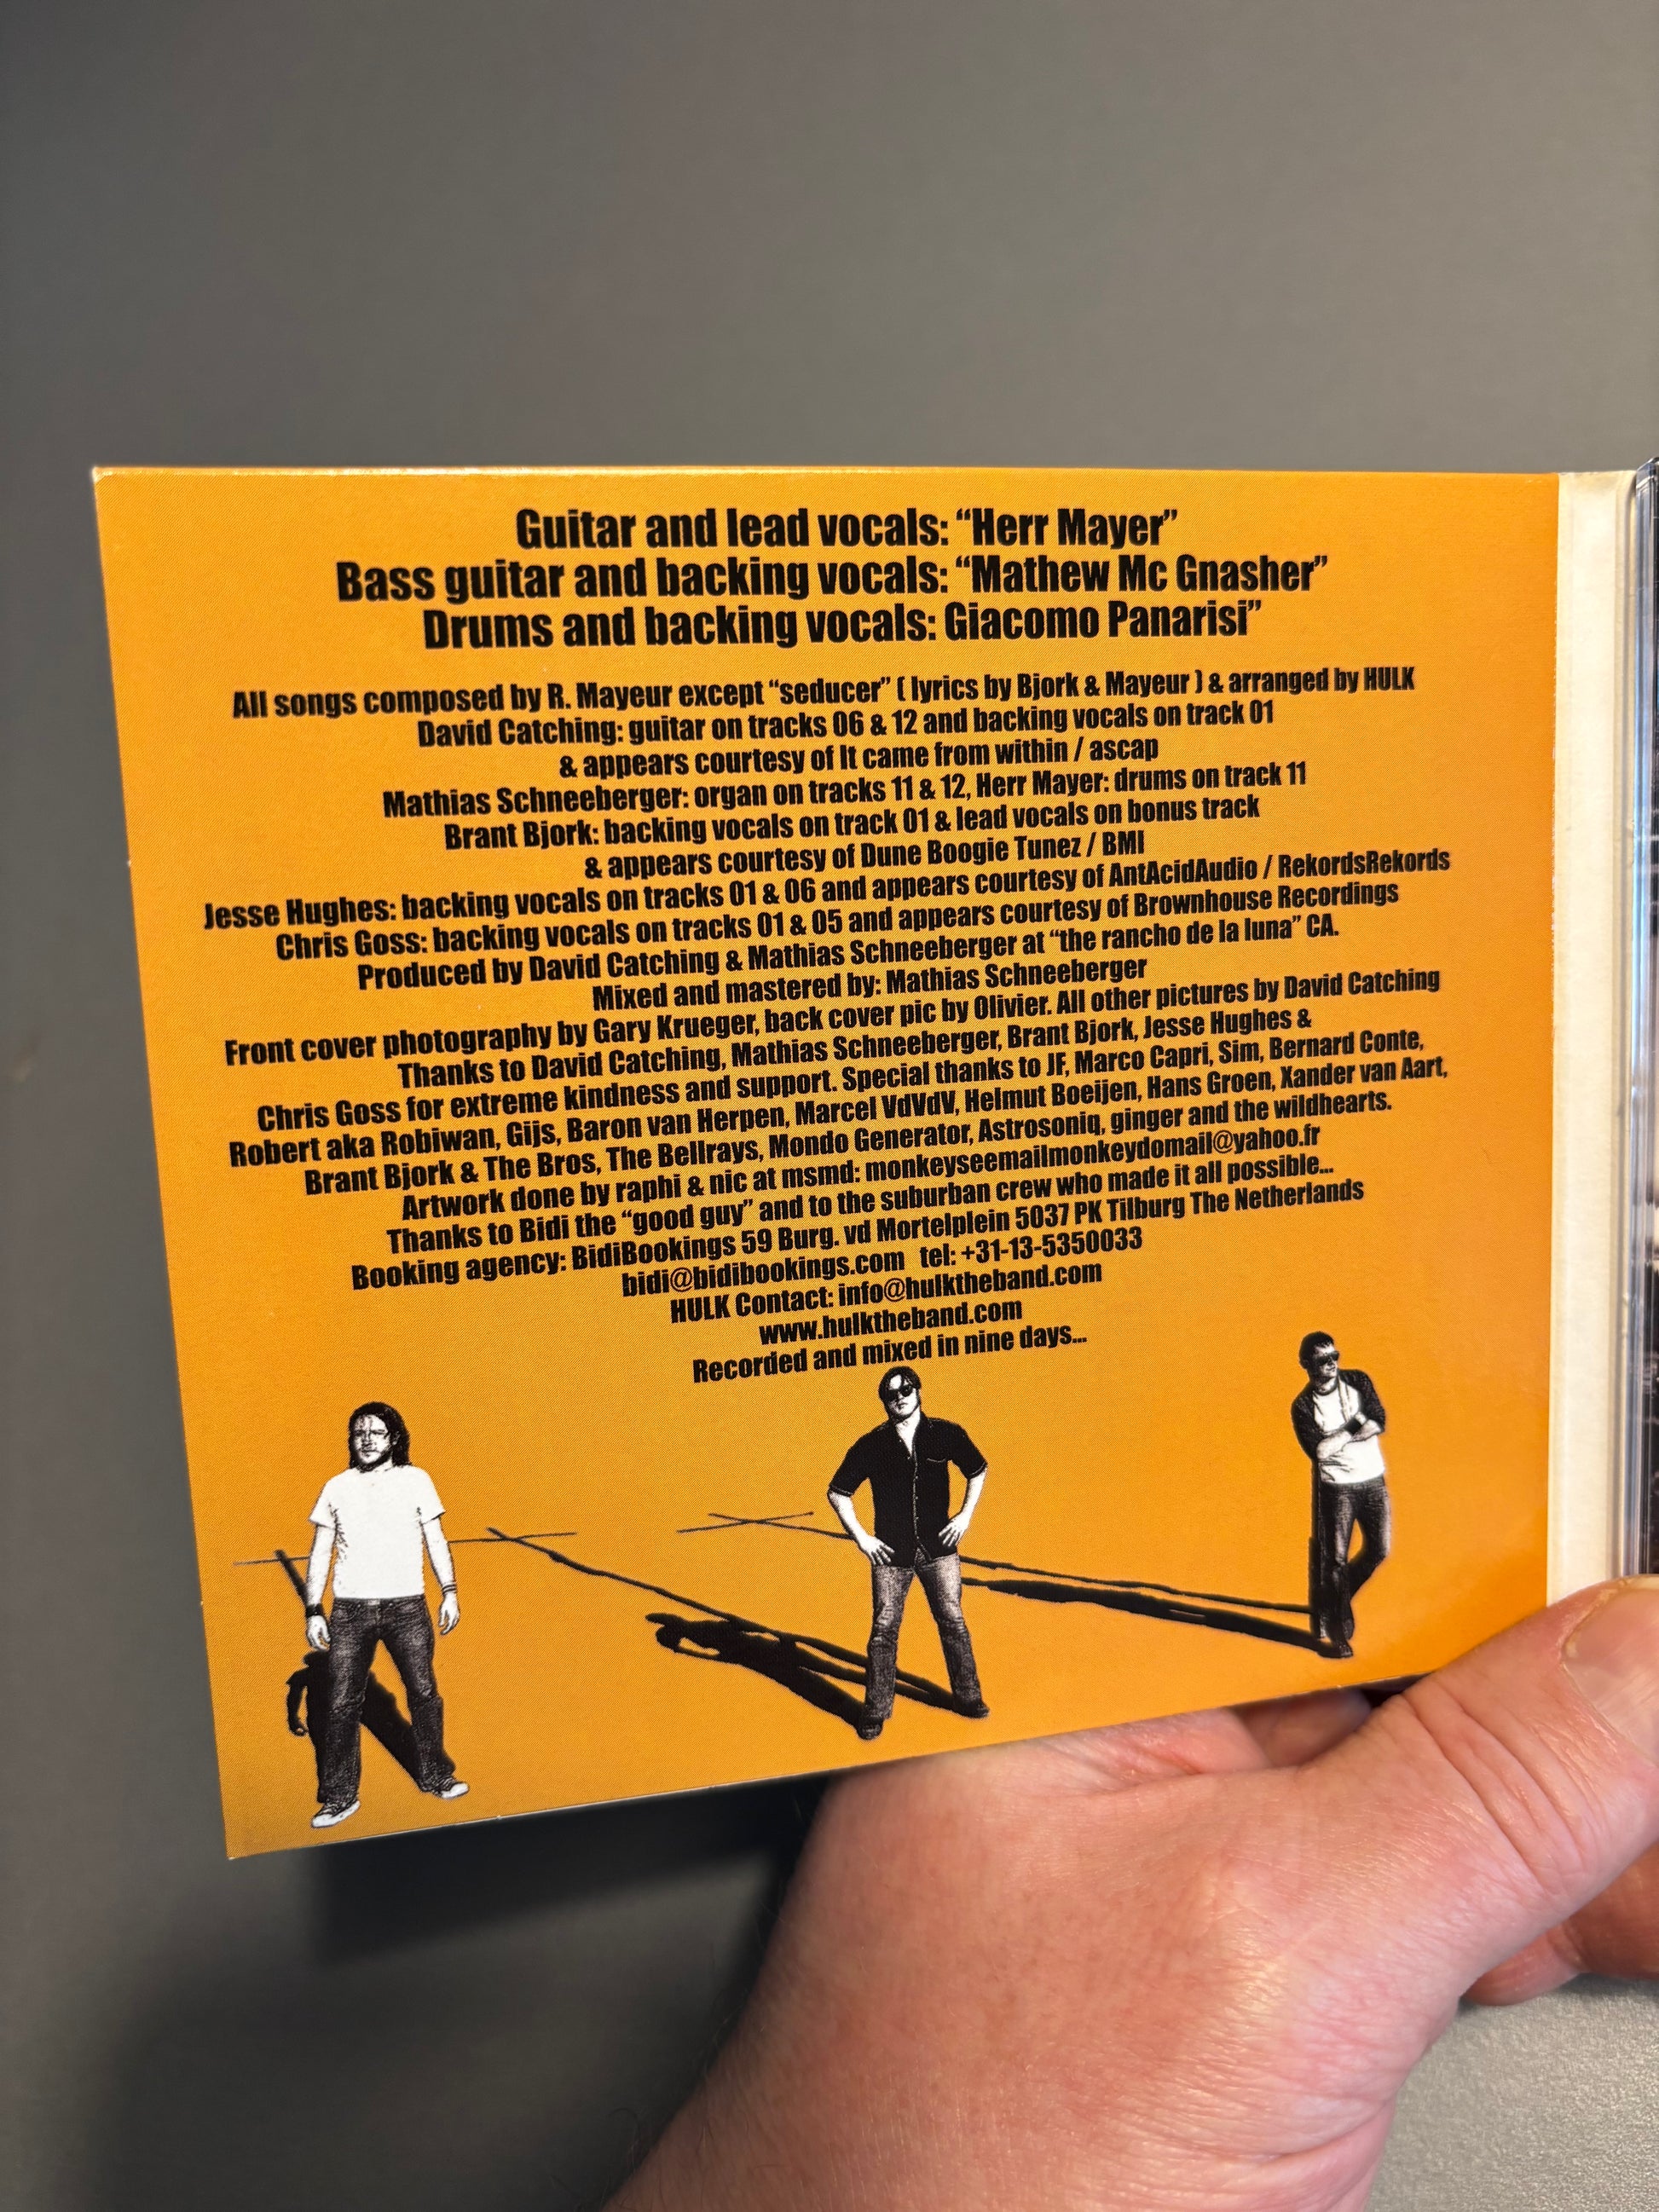 Guitar and lead vocals: “Herr Mayer”
Bass guitar and backing vocals: “Mathew Mc Gnasher”
Drums and backing vocals: Giacomo Panarisi”
All songs composed by R. Mayeur except “seducer” ( lyrics by Bjork & Mayeur ) & arranged by HULK
David Catching: guitar on tracks 06 & 12 and backing vocals on track 01
& appears courtesy of It came from within / ascap
Mathias Schneeberger: organ on tracks 11 & 12, Herr Mayer: drums on track 11
Brant Bjork: backing vocals on track 01 & lead vocals on bonus track
& appears courtesy of Dune Boogie Tunez / BMI
Jesse Hughes: backing vocals on tracks 01 & 06 and appears courtesy of AntAcidAudio / RekordsRekords
Chris Goss: backing vocals on tracks 01 & 05 and appears courtesy of Brownhouse Recordings
Produced by David Catching & Mathias Schneeberger at “the rancho de la luna” CA.
Mixed and mastered by: Mathias Schneeberger
Front cover photography by Gary Krueger, back cover pic by Olivier. All other pictures by David Catching
Thanks to David Catching, Mathias Schneeberger, Brant Bjork, Jesse Hughes &
Chris Goss for extreme kindness and support. Special thanks to JF, Marco Capri, Sim, Bernard Conte,
Robert aka Robiwan, Gijs, Baron van Herpen, Marcel VdVdV, Helmut Boeijen, Hans Groen, Xander van Aart,
Brant Bjork & The Bros, The Bellrays, Mondo Generator, Astrosoniq, ginger and the wildhearts.
Artwork done by raphi & nic at msmd: monkeyseemailmonkeydomail@yahoo.fr
Thanks to Bidi the “good guy” and to the suburban crew who made it all possible...
Booking agency: BidiBookings 59 Burg. vd Mortelplein 5037 PK Tilburg The Netherlands
bidi@bidibookings.com tel: +31-13-5350033
HULK Contact: info@hulktheband.com
www.hulktheband.com
Recorded and mixed in nine days...